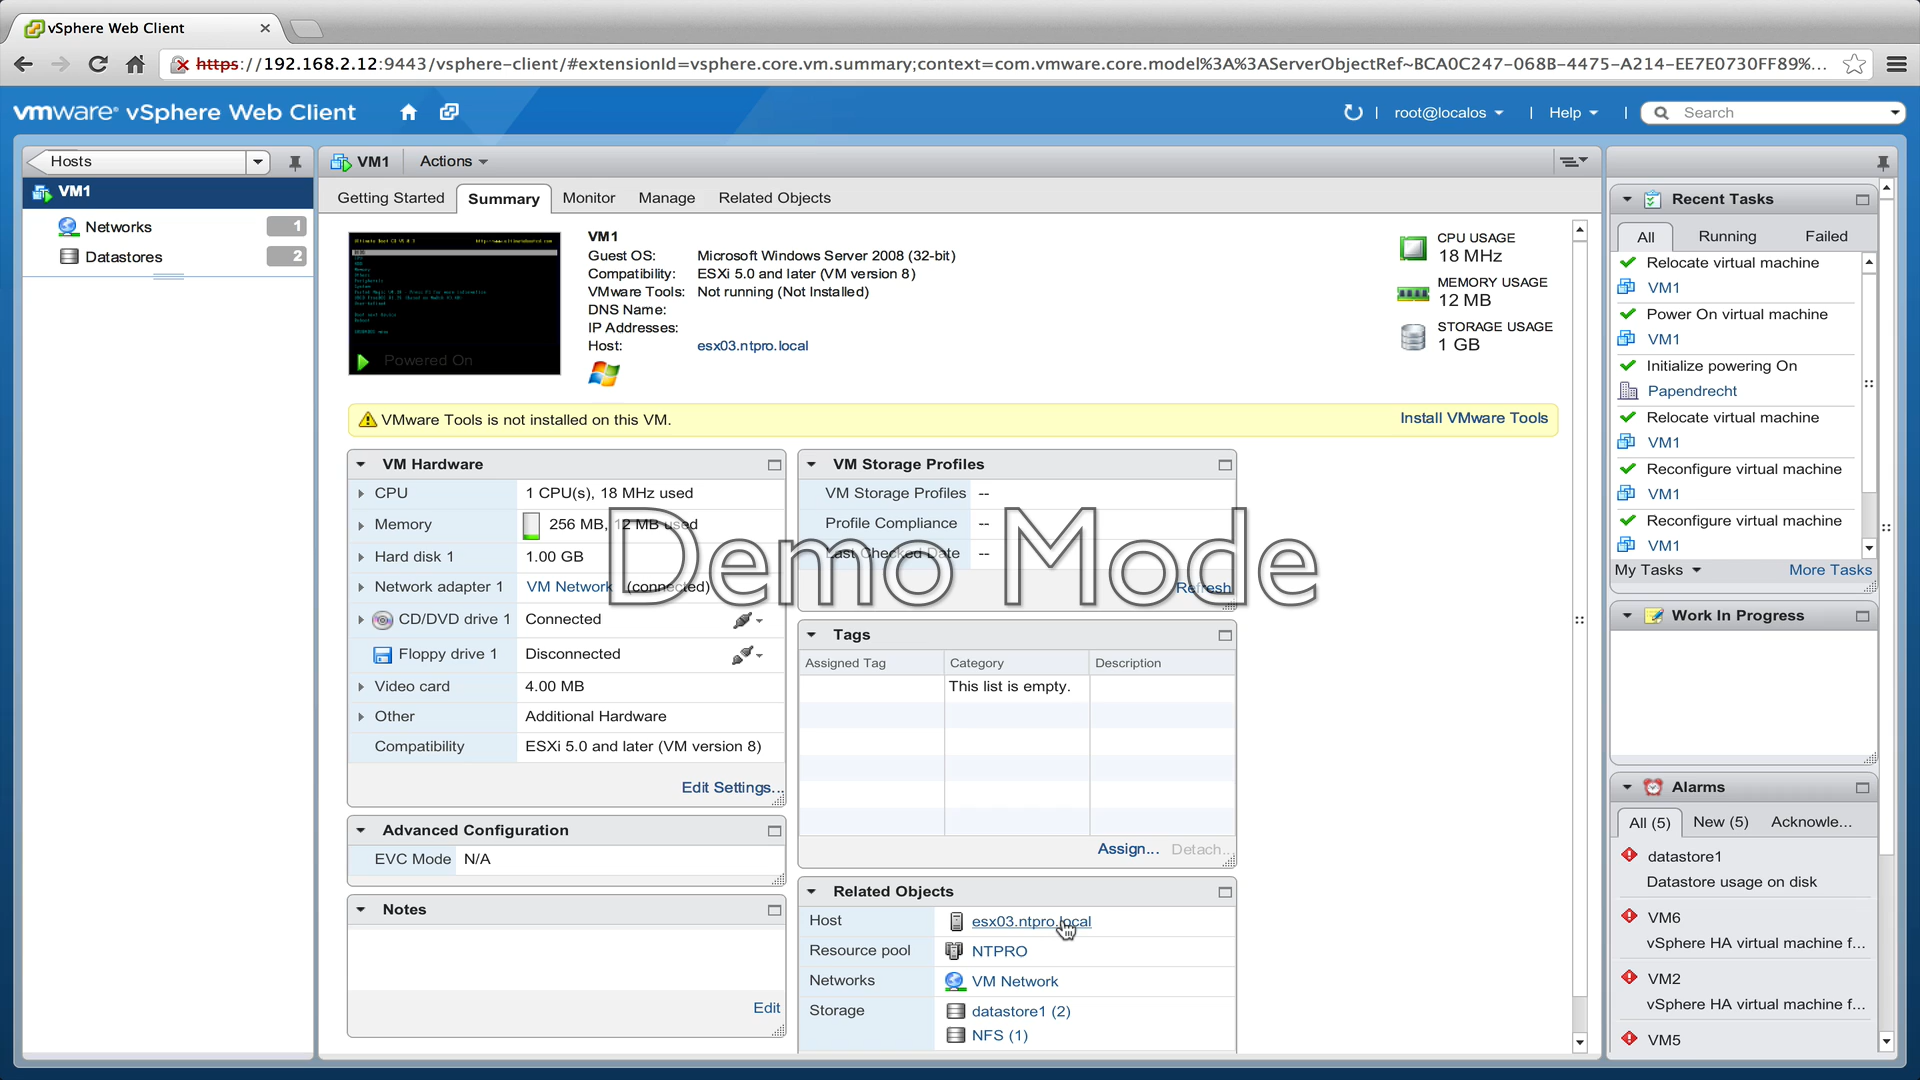 vSphere Web Client
https://192.168.2.12:9443/vsphere-client/#extensionId=vsphere.core.vm.summary;context=com.vmware.core.model%3A%3AServerObjectRef~BCA0C247-068B-4475-A214-EE7E0730FF89%...
vmware vSphere Web Client
root@localos
Help
Search
Hosts
VM1
Networks 1
Datastores 2
VM1 Actions
Getting Started Summary Monitor Manage Related Objects
Powered On
VM1
Guest OS: Microsoft Windows Server 2008 (32-bit)
Compatibility: ESXi 5.0 and later (VM version 8)
VMware Tools: Not running (Not Installed)
DNS Name:
IP Addresses:
Host: esx03.ntpro.local
CPU USAGE
18 MHz
MEMORY USAGE
12 MB
STORAGE USAGE
1 GB
VMware Tools is not installed on this VM. Install VMware Tools
VM Hardware
CPU 1 CPU(s), 18 MHz used
Memory 256 MB, 12 MB used
Hard disk 1 1.00 GB
Network adapter 1 VM Network (connected)
CD/DVD drive 1 Connected
Floppy drive 1 Disconnected
Video card 4.00 MB
Other Additional Hardware
Compatibility ESXi 5.0 and later (VM version 8)
Edit Settings...
Advanced Configuration
EVC Mode N/A
Notes
Edit
VM Storage Profiles
VM Storage Profiles --
Profile Compliance --
Last Checked Date --
Refresh
Demo Mode
Tags
Assigned Tag Category Description
This list is empty.
Assign... Detach...
Related Objects
Host esx03.ntpro.local
Resource pool NTPRO
Networks VM Network
Storage datastore1 (2)
NFS (1)
Recent Tasks
All Running Failed
Relocate virtual machine
VM1
Power On virtual machine
VM1
Initialize powering On
Papendrecht
Relocate virtual machine
VM1
Reconfigure virtual machine
VM1
Reconfigure virtual machine
VM1
My Tasks More Tasks
Work In Progress
Alarms
All (5) New (5) Acknowle...
datastore1
Datastore usage on disk
VM6
vSphere HA virtual machine f...
VM2
vSphere HA virtual machine f...
VM5